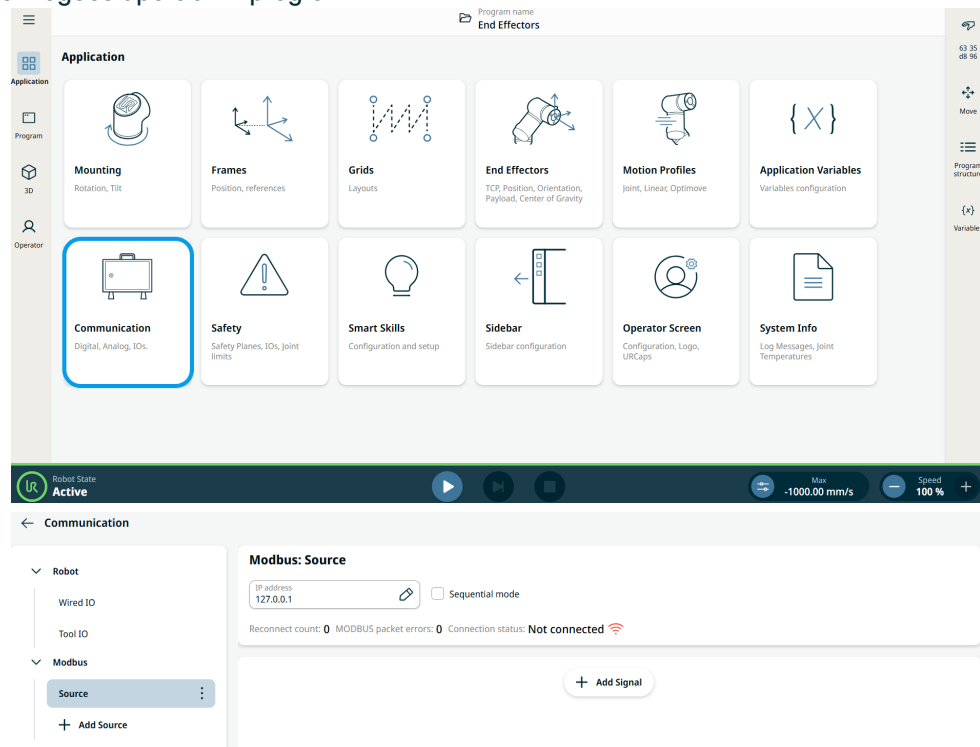 Program name
End Effectors
Application
Application
63 35
d8 96
Move
Program
structure
{x}
Variable
Program
3D
Operator
Mounting
Rotation, Tilt
Frames
Position, references
Grids
Layouts
End Effectors
TCP, Position, Orientation,
Payload, Center of Gravity
Motion Profiles
Joint, Linear, Optimove
{X}
Application Variables
Variables configuration
Communication
Digital, Analog, IOs.
Safety
Safety Planes, IOs, Joint
limits
Smart Skills
Configuration and setup
Sidebar
Sidebar configuration
Operator Screen
Configuration, Logo,
URCaps
System Info
Log Messages, Joint
Temperatures
UR
Robot State
Active
Max
-1000.00 mm/s
Speed
100 %
Communication
Robot
Wired IO
Tool IO
Modbus
Source
Add Source
Modbus: Source
IP address
127.0.0.1
Sequential mode
Reconnect count: 0 MODBUS packet errors: 0 Connection status: Not connected
Add Signal